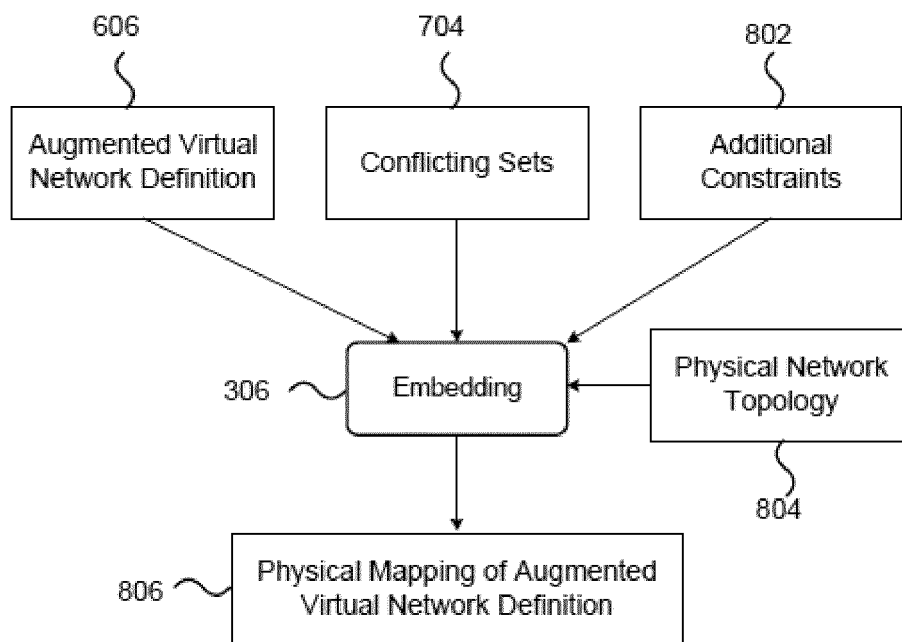 606
704
802
Augmented Virtual
Network Definition
Conflicting Sets
Additional
Constraints
306
Embedding
Physical Network
Topology
804
806
Physical Mapping of Augmented
Virtual Network Definition